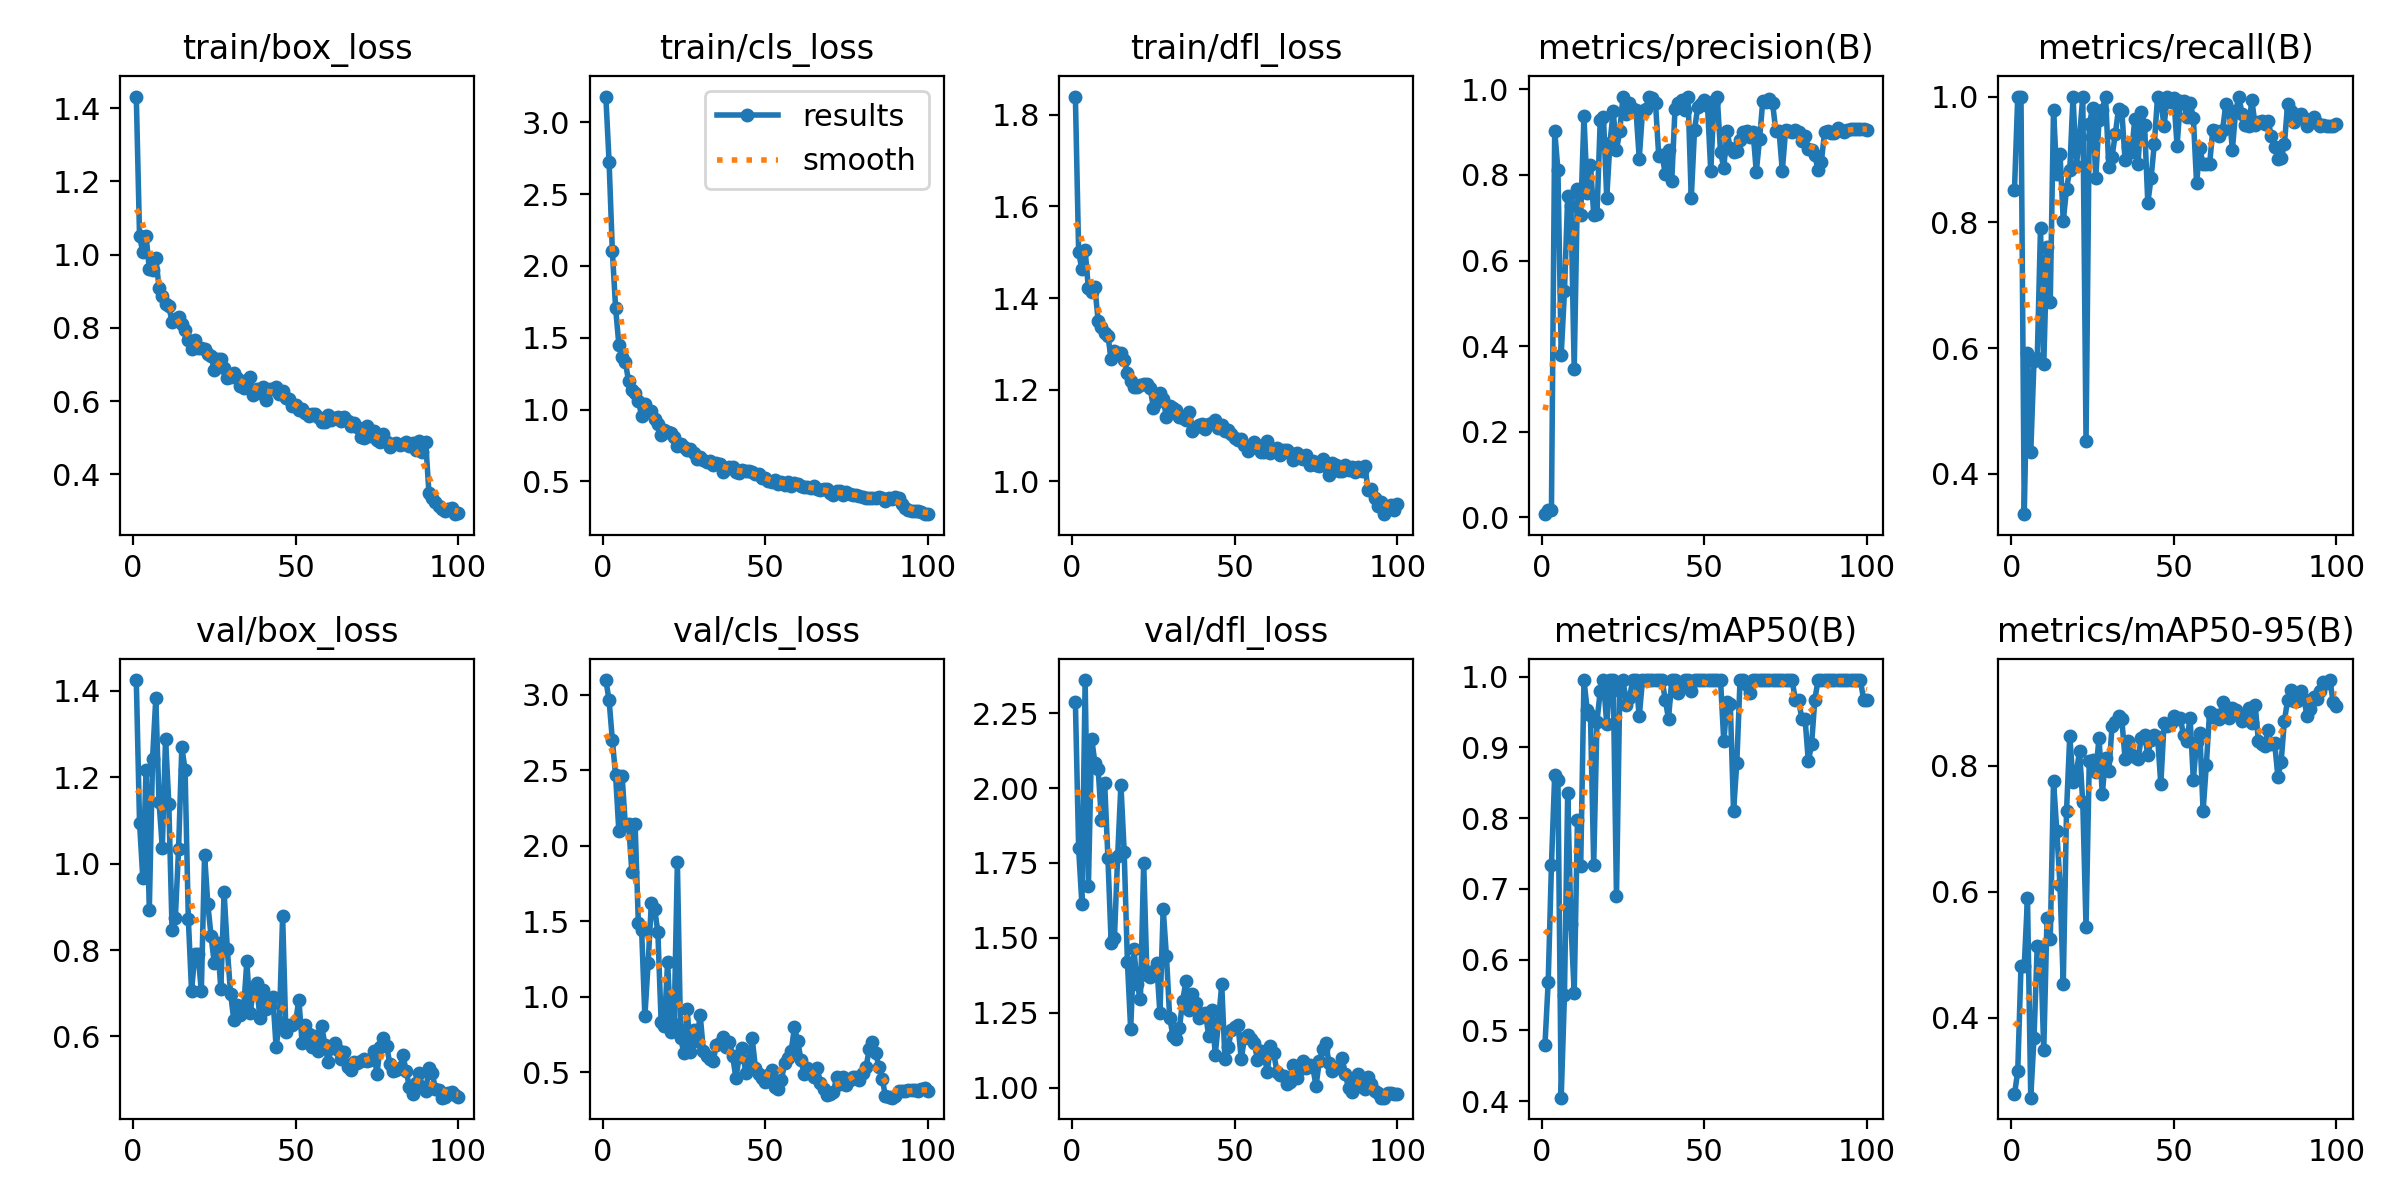 train/box_loss
train/cls_loss
train/dfl_loss
metrics/precision(B)
metrics/recall(B)
results
smooth
1.4
1.2
1.0
0.8
0.6
0.4
0 50 100
3.0
2.5
2.0
1.5
1.0
0.5
0 50 100
1.8
1.6
1.4
1.2
1.0
0 50 100
1.0
0.8
0.6
0.4
0.2
0.0
0 50 100
1.0
0.8
0.6
0.4
0 50 100
val/box_loss
val/cls_loss
val/dfl_loss
metrics/mAP50(B)
metrics/mAP50-95(B)
1.4
1.2
1.0
0.8
0.6
0 50 100
3.0
2.5
2.0
1.5
1.0
0.5
0 50 100
2.25
2.00
1.75
1.50
1.25
1.00
0 50 100
1.0
0.9
0.8
0.7
0.6
0.5
0.4
0 50 100
0.8
0.6
0.4
0 50 100